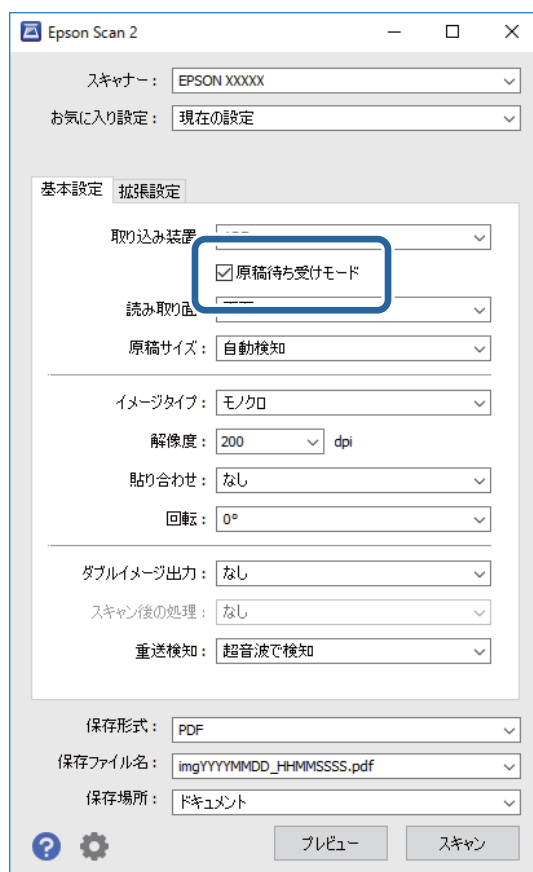 Epson Scan 2
スキャナー： EPSON XXXXX
お気に入り設定： 現在の設定
基本設定 拡張設定
取り込み装置
原稿待ち受けモード
読み取り面
原稿サイズ： 自動検知
イメージタイプ： モノクロ
解像度： 200 dpi
貼り合わせ： なし
回転： 0°
ダブルイメージ出力： なし
スキャン後の処理： なし
重送検知： 超音波で検知
保存形式： PDF
保存ファイル名： imgYYYYMMDD_HHMMSSSS.pdf
保存場所： ドキュメント
プレビュー スキャン